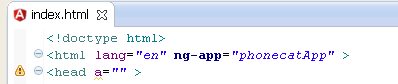 index.html
<!doctype html>
<html lang="en" ng-app="phonecatApp" >
<head a="" >